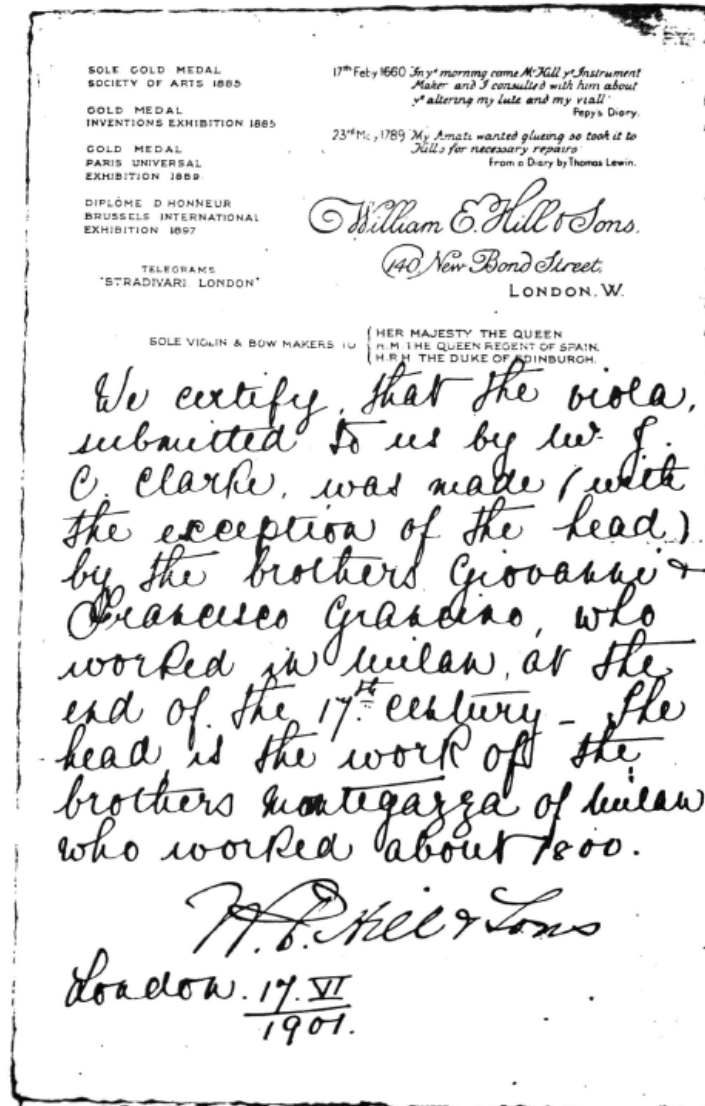 SOLE GOLD MEDAL
SOCIETY OF ARTS 1885
GOLD MEDAL
INVENTIONS EXHIBITION 1885
GOLD MEDAL
PARIS UNIVERSAL
EXHIBITION 1889
DIPLÔME D HONNEUR
BRUSSELS INTERNATIONAL
EXHIBITION 1897
TELEGRAMS
"STRADIVARI, LONDON"
17th Feby 1660 In ye morning came Mr Hill ye Instrument
Maker and I consulted with him about
ye altering my lute and my viall
Pepys Diary.
23rd May 1789 My Amati wanted glueing so took it to
Hills for necessary repairs
From a Diary by Thomas Lewin.
William E. Hill & Sons.
140, New Bond Street,
LONDON. W.
SOLE VIOLIN & BOW MAKERS TO
HER MAJESTY THE QUEEN
H.M. THE QUEEN REGENT OF SPAIN.
H.R.H THE DUKE OF EDINBURGH.
We certify, that the viola,
submitted to us by Mr. J.
C. Clarke, was made (with
the exception of the head)
by the brothers Giovanni &
Francesco Grancino, who
worked in Milan, at the
end of the 17th century _ The
head is the work of the
brothers Mantegazza of Milan
who worked about 1800.
W. E. Hill & Sons
London. 17. VI
1901.